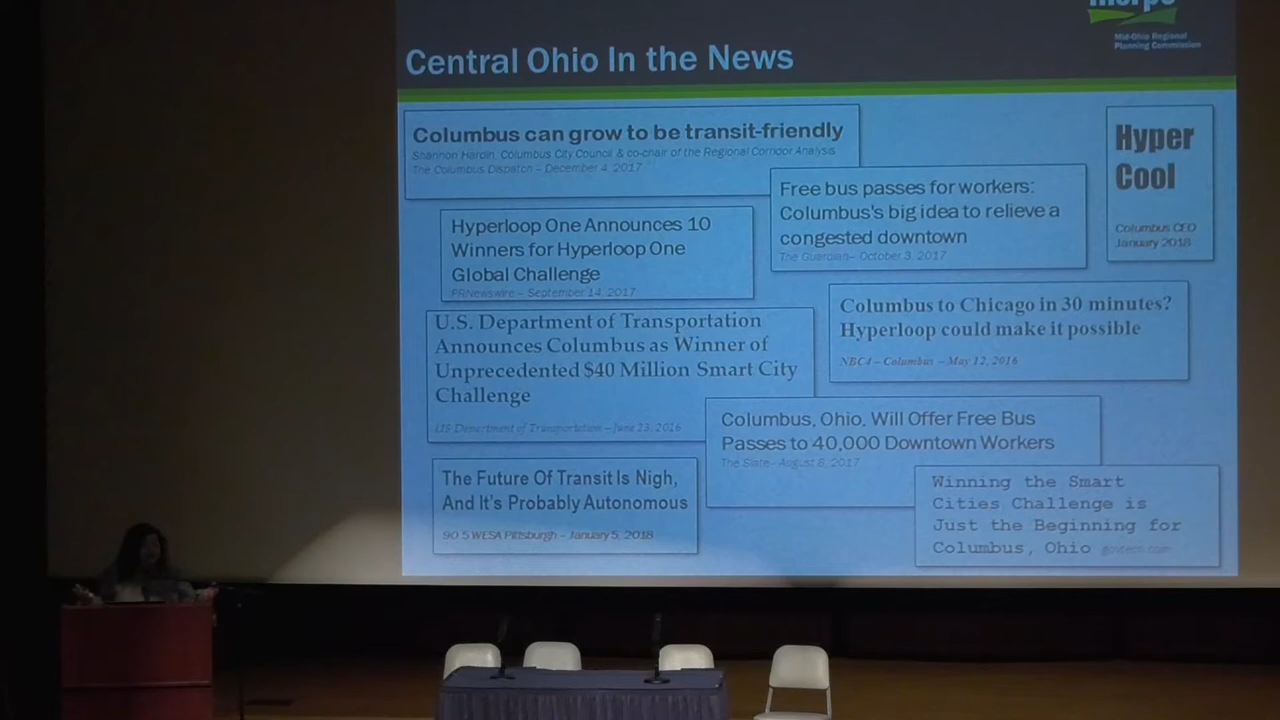 morpc
Mid-Ohio Regional
Planning Commission
Central Ohio In the News
Columbus can grow to be transit-friendly
Shannon Hardin, Columbus City Council & co-chair of the Regional Corridor Analysis
The Columbus Dispatch – December 4, 2017
Hyper
Cool
Columbus CEO
January 2018
Free bus passes for workers:
Columbus's big idea to relieve a
congested downtown
The Guardian– October 3, 2017
Hyperloop One Announces 10
Winners for Hyperloop One
Global Challenge
PRNewswire – September 14, 2017
Columbus to Chicago in 30 minutes?
Hyperloop could make it possible
NBC4 – Columbus – May 12, 2016
U.S. Department of Transportation
Announces Columbus as Winner of
Unprecedented $40 Million Smart City
Challenge
US Department of Transportation – June 23, 2016
Columbus, Ohio, Will Offer Free Bus
Passes to 40,000 Downtown Workers
The Slate– August 6, 2017
The Future Of Transit Is Nigh,
And It's Probably Autonomous
90.5 WESA Pittsburgh – January 5, 2018
Winning the Smart
Cities Challenge is
Just the Beginning for
Columbus, Ohio govtech.com